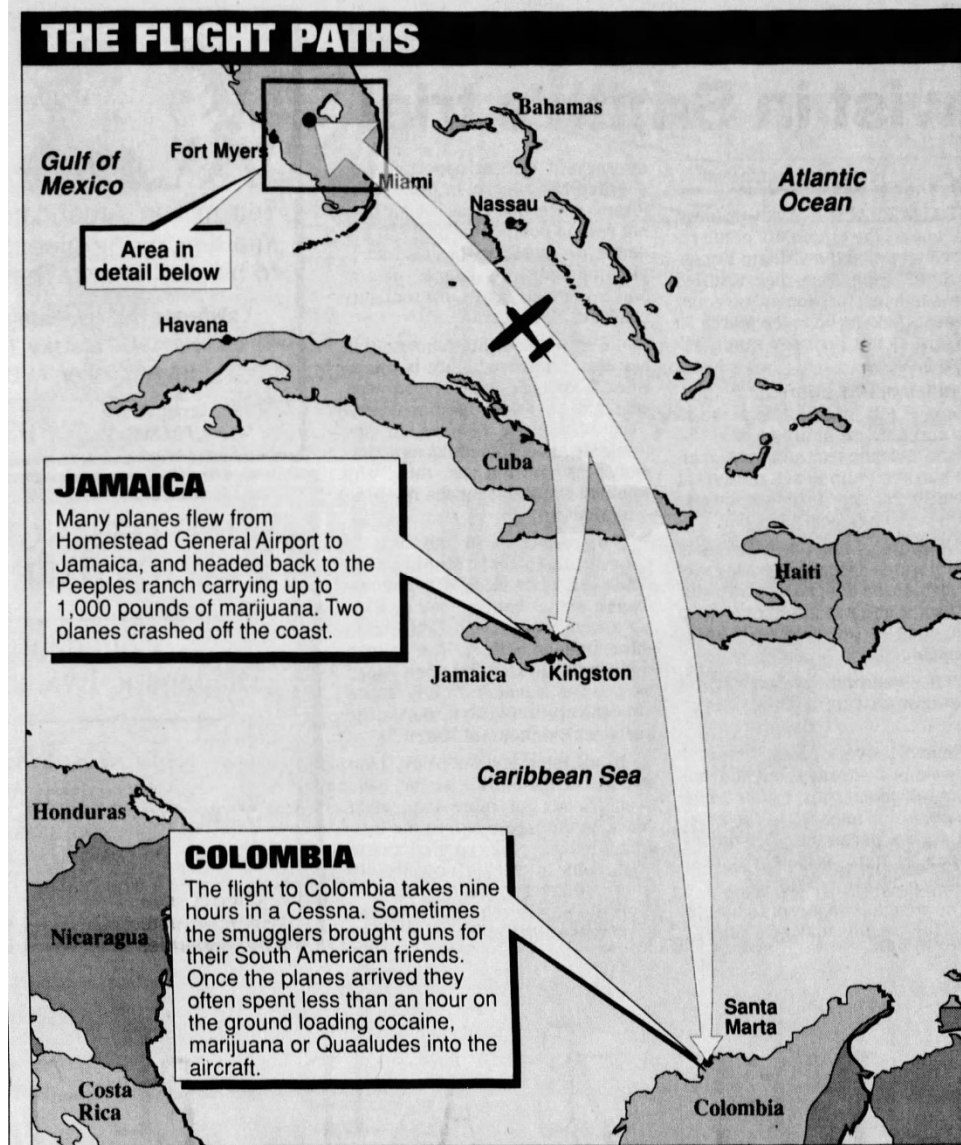 THE FLIGHT PATHS
Bahamas
Fort Myers
Gulf of
Mexico
Miami
Atlantic
Ocean
Nassau
Area in
detail below
Havana
Cuba
JAMAICA
Many planes flew from
Homestead General Airport to
Jamaica, and headed back to the
Peeples ranch carrying up to
1,000 pounds of marijuana. Two
planes crashed off the coast.
Haiti
Jamaica
Kingston
Caribbean Sea
Honduras
COLOMBIA
The flight to Colombia takes nine
hours in a Cessna. Sometimes
the smugglers brought guns for
their South American friends.
Once the planes arrived they
often spent less than an hour on
the ground loading cocaine,
marijuana or Quaaludes into the
aircraft.
Nicaragua
Santa
Marta
Costa
Rica
Colombia